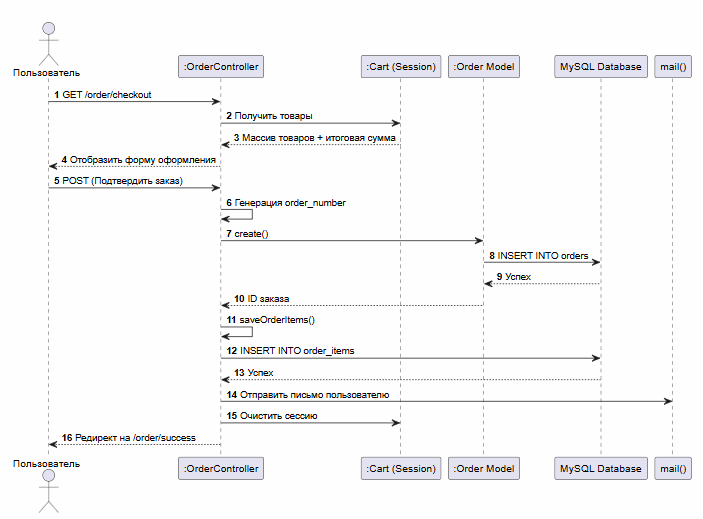 Пользователь
:OrderController
:Cart (Session)
:Order Model
MySQL Database
mail()
1 GET /order/checkout
2 Получить товары
3 Массив товаров + итоговая сумма
4 Отобразить форму оформления
5 POST (Подтвердить заказ)
6 Генерация order_number
7 create()
8 INSERT INTO orders
9 Успех
10 ID заказа
11 saveOrderItems()
12 INSERT INTO order_items
13 Успех
14 Отправить письмо пользователю
15 Очистить сессию
16 Редирект на /order/success
Пользователь
:OrderController
:Cart (Session)
:Order Model
MySQL Database
mail()